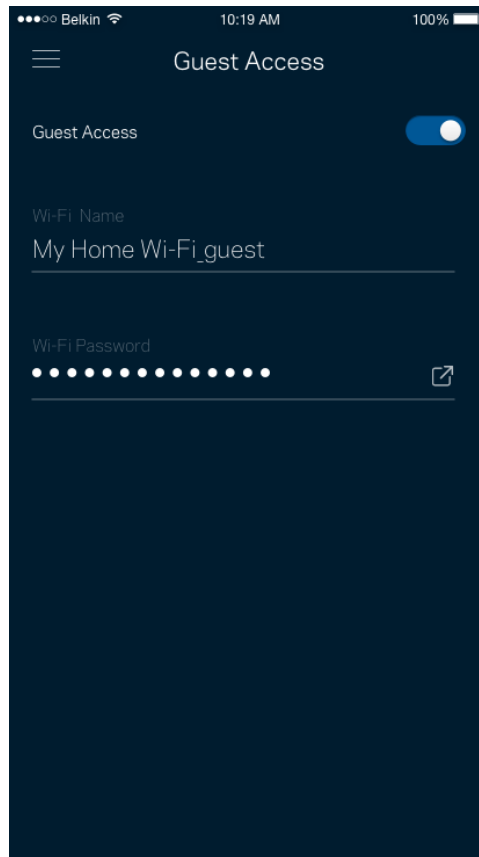 Belkin 10:19 AM 100%
Guest Access
Guest Access
Wi-Fi Name
My Home Wi-Fi_guest
Wi-Fi Password
••••••••••••••